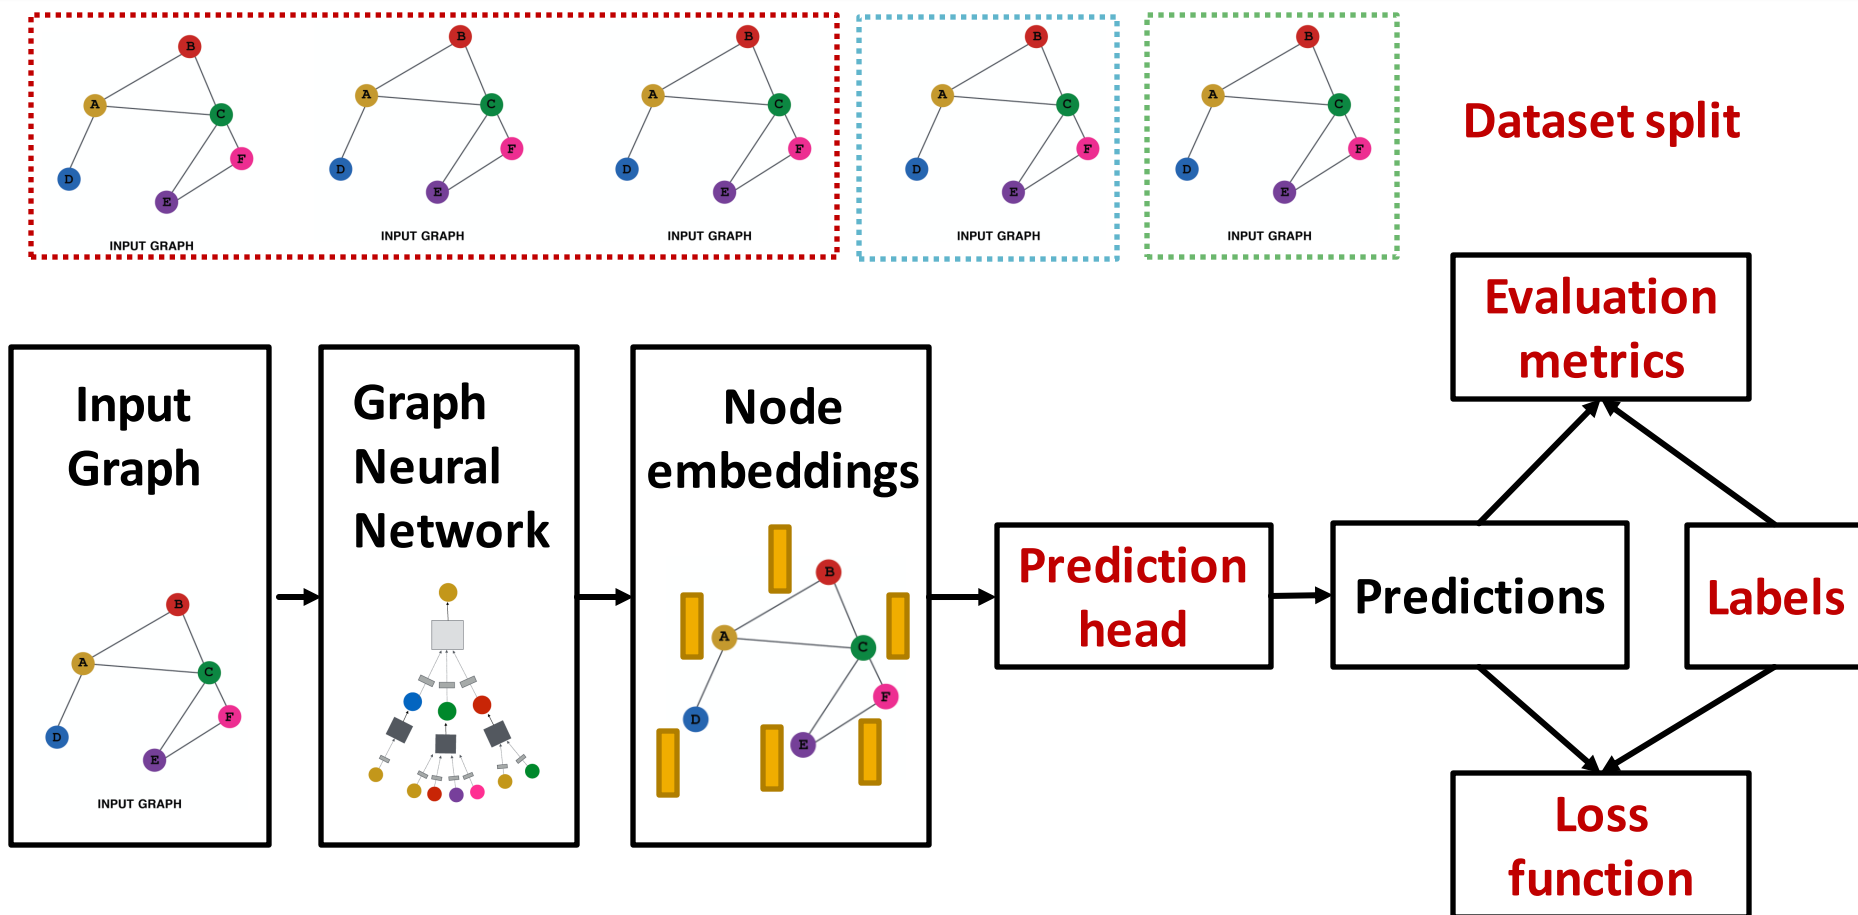 B
A
C
F
D
E
INPUT GRAPH
B
A
C
F
D
E
INPUT GRAPH
B
A
C
F
D
E
INPUT GRAPH
B
A
C
F
D
E
INPUT GRAPH
B
A
C
F
D
E
INPUT GRAPH
Dataset split
Input
Graph
B
A
C
F
D
E
INPUT GRAPH
Graph
Neural
Network
Node
embeddings
B
A
C
F
D
E
Prediction
head
Predictions
Labels
Evaluation
metrics
Loss
function